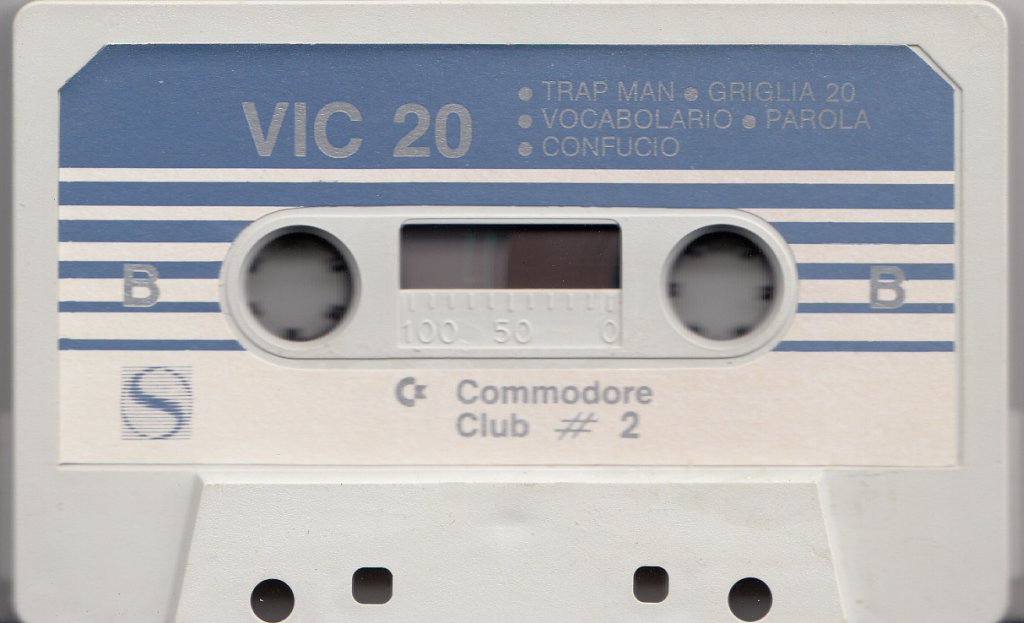 VIC 20
• TRAP MAN • GRIGLIA 20
• VOCABOLARIO • PAROLA
• CONFUCIO
B B
100 50 0
S
Commodore
Club # 2